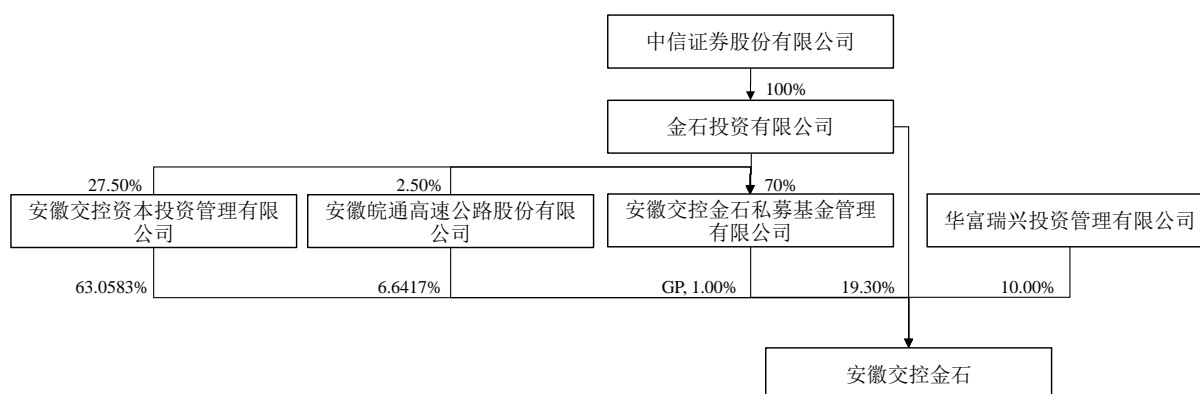 中信证券股份有限公司
100%
金石投资有限公司
27.50%
2.50%
70%
安徽交控资本投资管理有限
公司
安徽皖通高速公路股份有限
公司
安徽交控金石私募基金管理
有限公司
华富瑞兴投资管理有限公司
63.0583%
6.6417%
GP, 1.00%
19.30%
10.00%
安徽交控金石